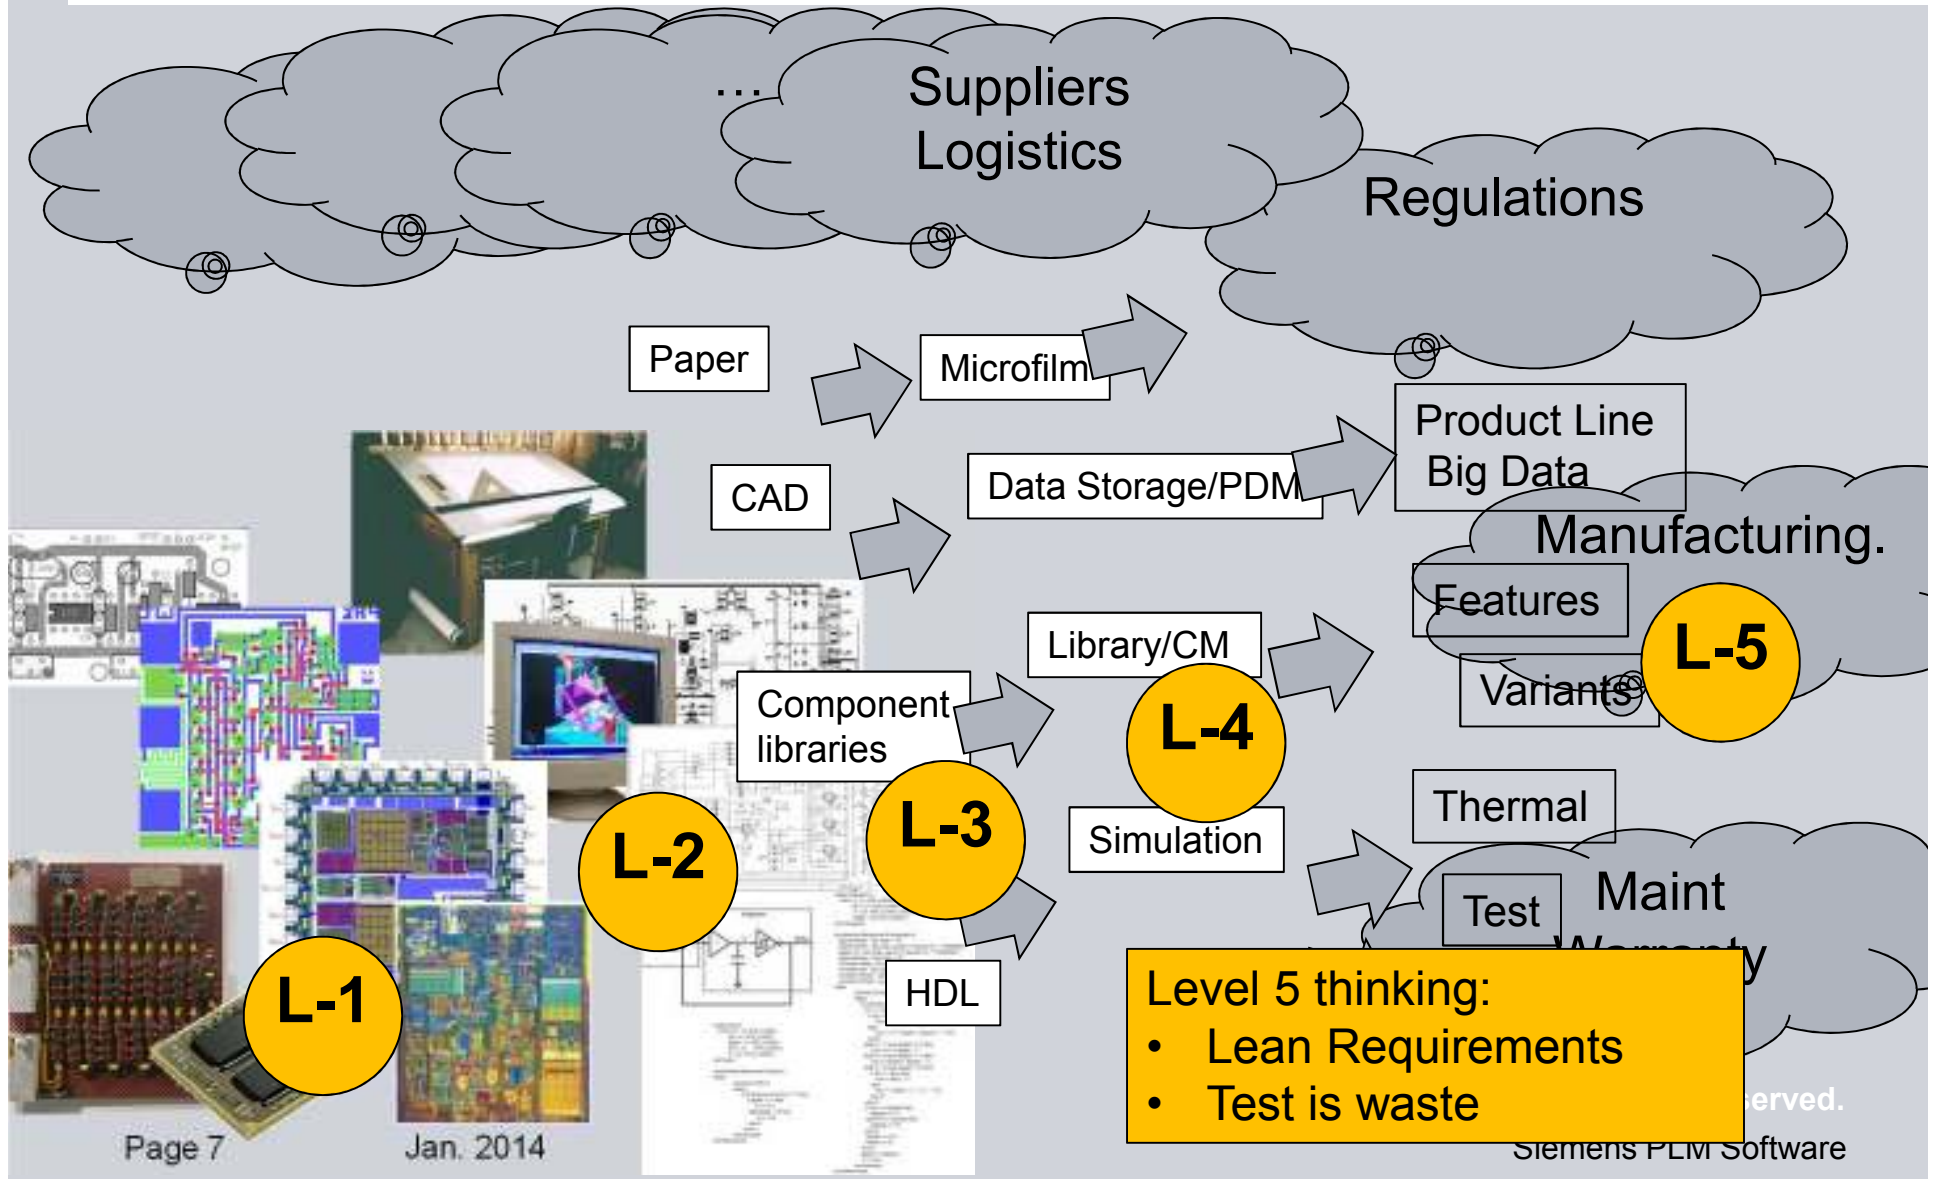 ...
Suppliers
Logistics
Regulations
Paper
Microfilm
Product Line
Big Data
CAD
Data Storage/PDM
Manufacturing.
Features
Library/CM
L-5
Component
libraries
Variants
L-4
Thermal
L-3
Simulation
L-2
Maint
Test
Warranty
L-1
HDL
Level 5 thinking:
• Lean Requirements
• Test is waste
served.
Page 7
Jan. 2014
Siemens PLM Software